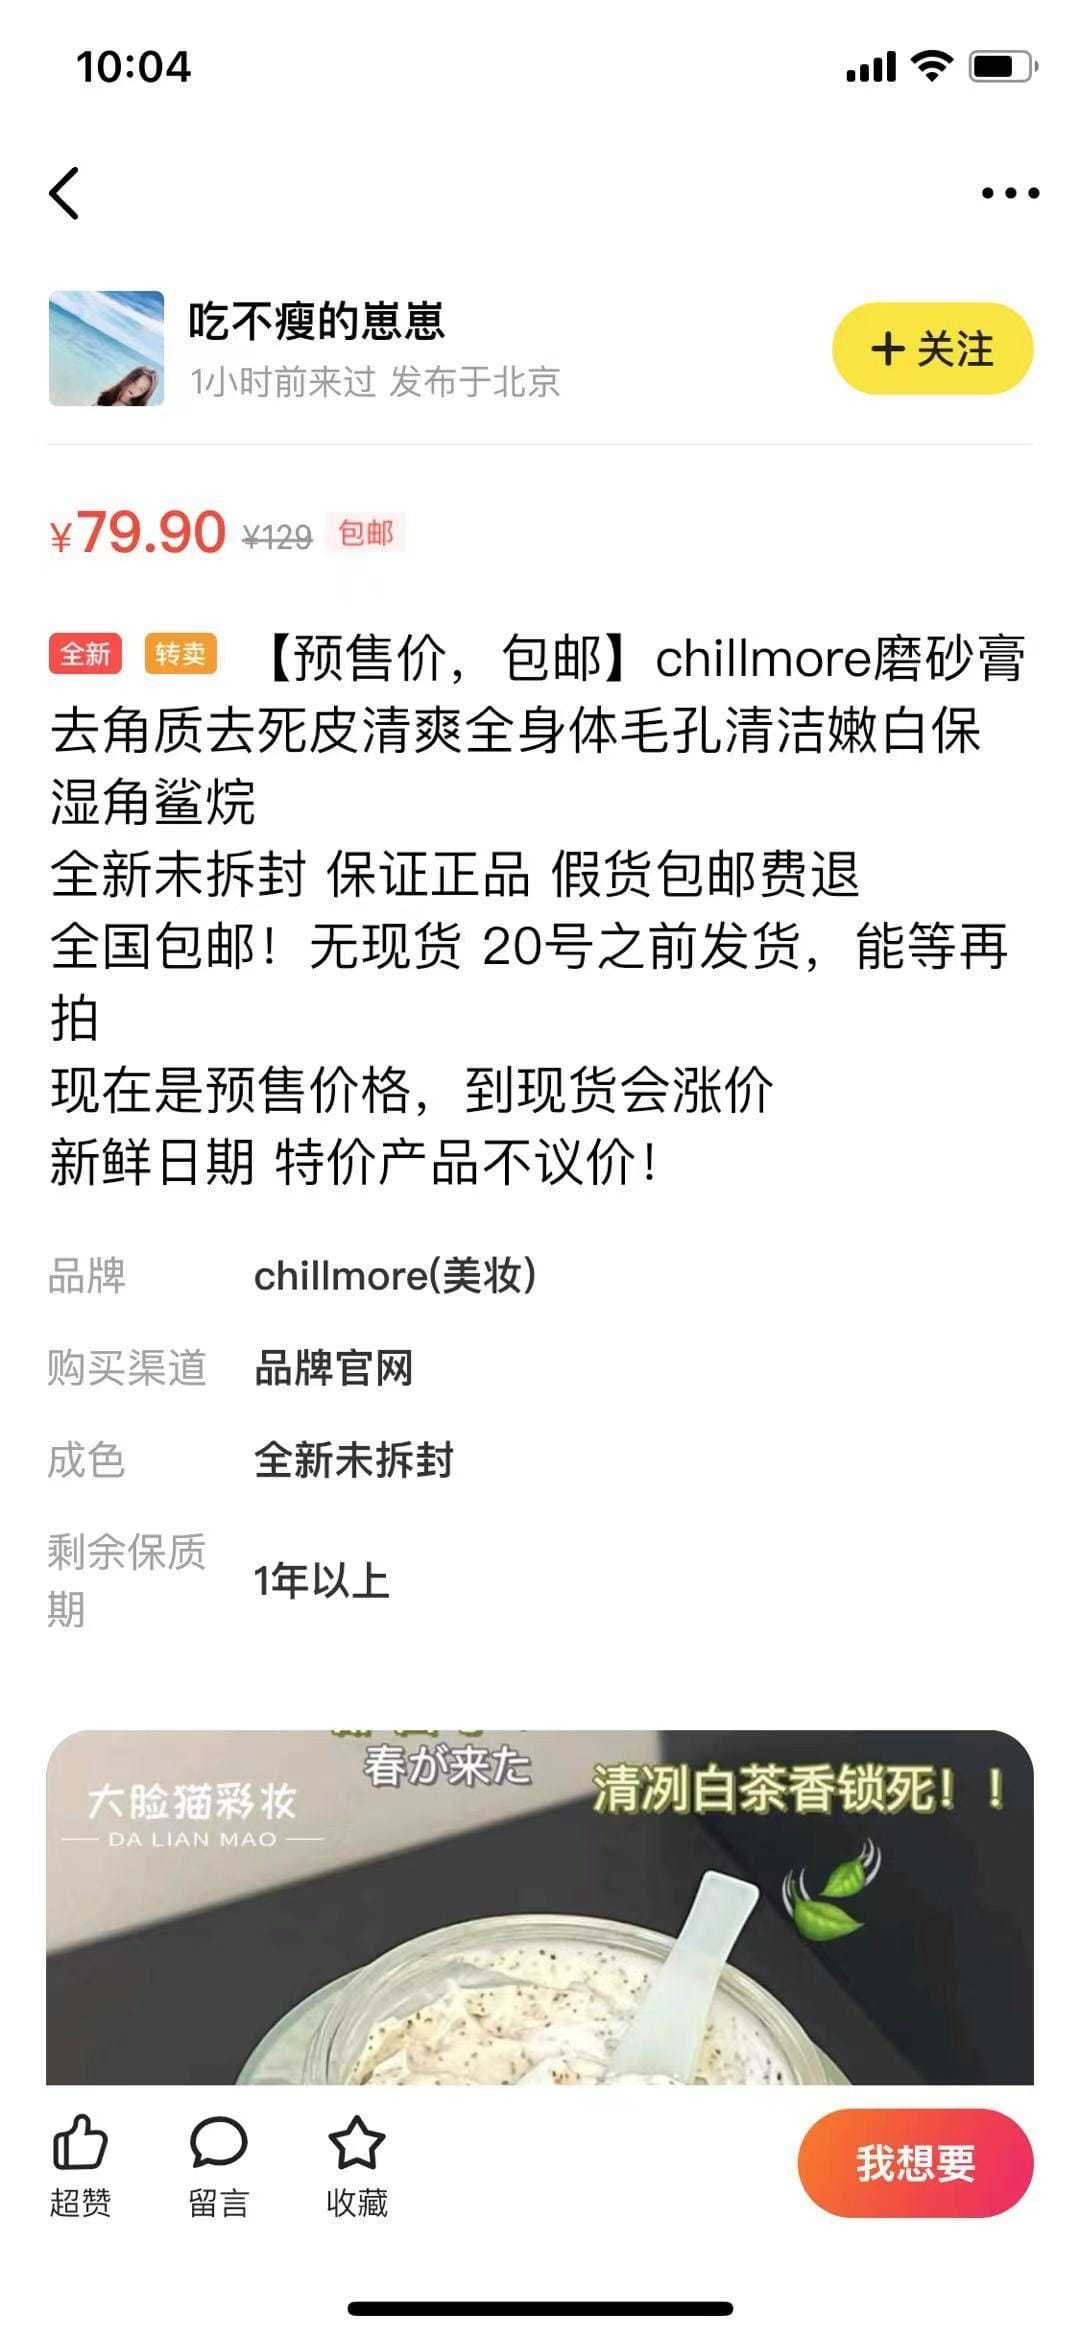 10:04
吃不瘦的崽崽
1小时前来过 发布于北京
+ 关注
¥79.90 ¥129 包邮
全新 转卖 【预售价，包邮】chillmore磨砂膏
去角质去死皮清爽全身体毛孔清洁嫩白保
湿角鲨烷
全新未拆封 保证正品 假货包邮费退
全国包邮！无现货 20号之前发货，能等再
拍
现在是预售价格，到现货会涨价
新鲜日期 特价产品不议价！
品牌 chillmore(美妆)
购买渠道 品牌官网
成色 全新未拆封
剩余保质
期
1年以上
春が来た
清冽白茶香锁死！！
大脸猫彩妆
DA LIAN MAO
超赞 留言 收藏 我想要